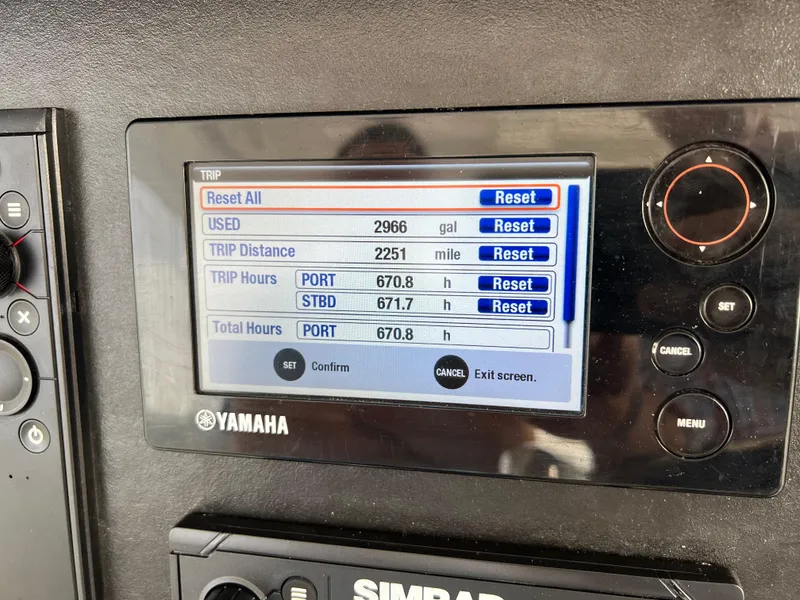 TRIP
Reset All Reset
USED 2966 gal Reset
TRIP Distance 2251 mile Reset
TRIP Hours PORT 670.8 h Reset
STBD 671.7 h Reset
Total Hours PORT 670.8 h
SET Confirm CANCEL Exit screen.
YAMAHA
SET
CANCEL
MENU
SIMRAD